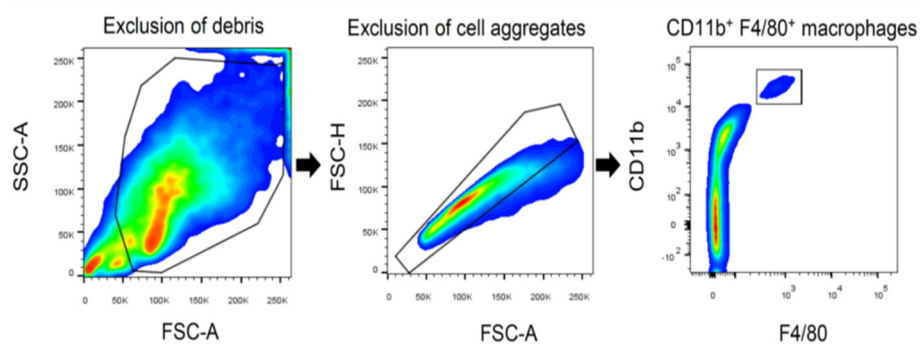 Exclusion of debris
Exclusion of cell aggregates
CD11b⁺ F4/80⁺ macrophages
SSC-A
250K
200K
150K
100K
50K
0
0 50K 100K 150K 200K 250K
FSC-A
FSC-H
250K
200K
150K
100K
50K
0
0 50K 100K 150K 200K 250K
FSC-A
CD11b
10⁵
10⁴
10³
10²
0
-10²
0 10³ 10⁴ 10⁵
F4/80